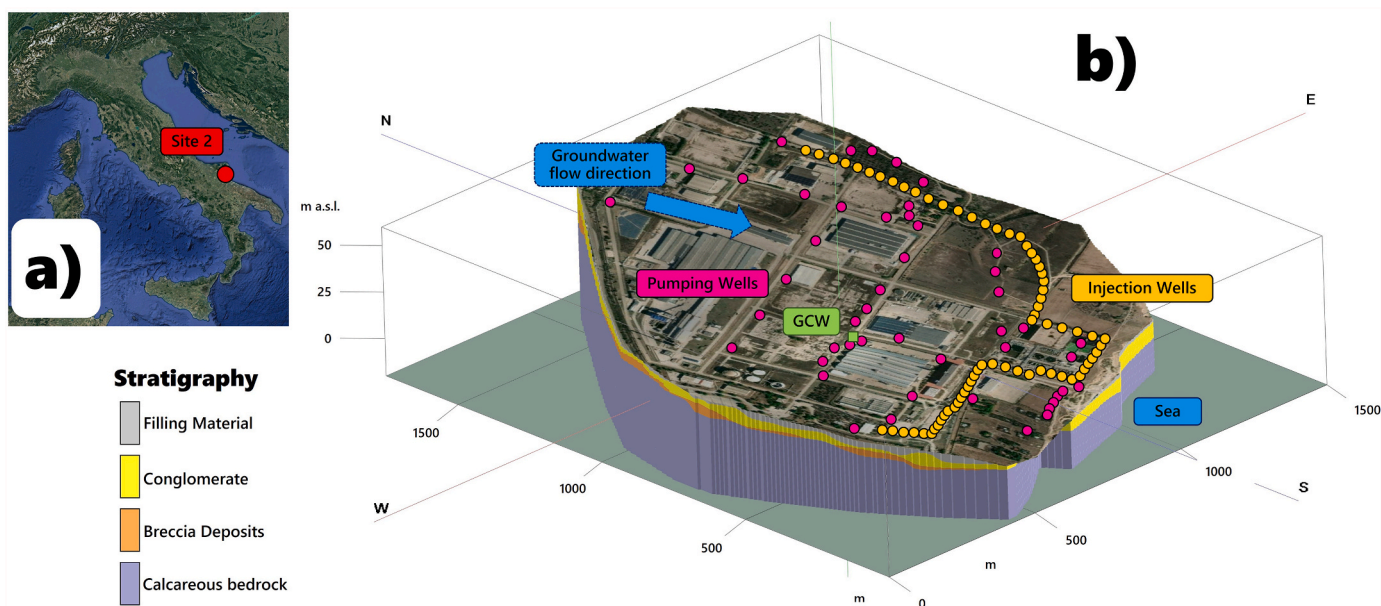 a)
Site 2
b)
N
E
Groundwater
flow direction
m a.s.l.
50
25
0
Pumping Wells
Injection Wells
GCW
Sea
1500
1000
500
m
0
m
500
1000
1500
W
S
Stratigraphy
Filling Material
Conglomerate
Breccia Deposits
Calcareous bedrock